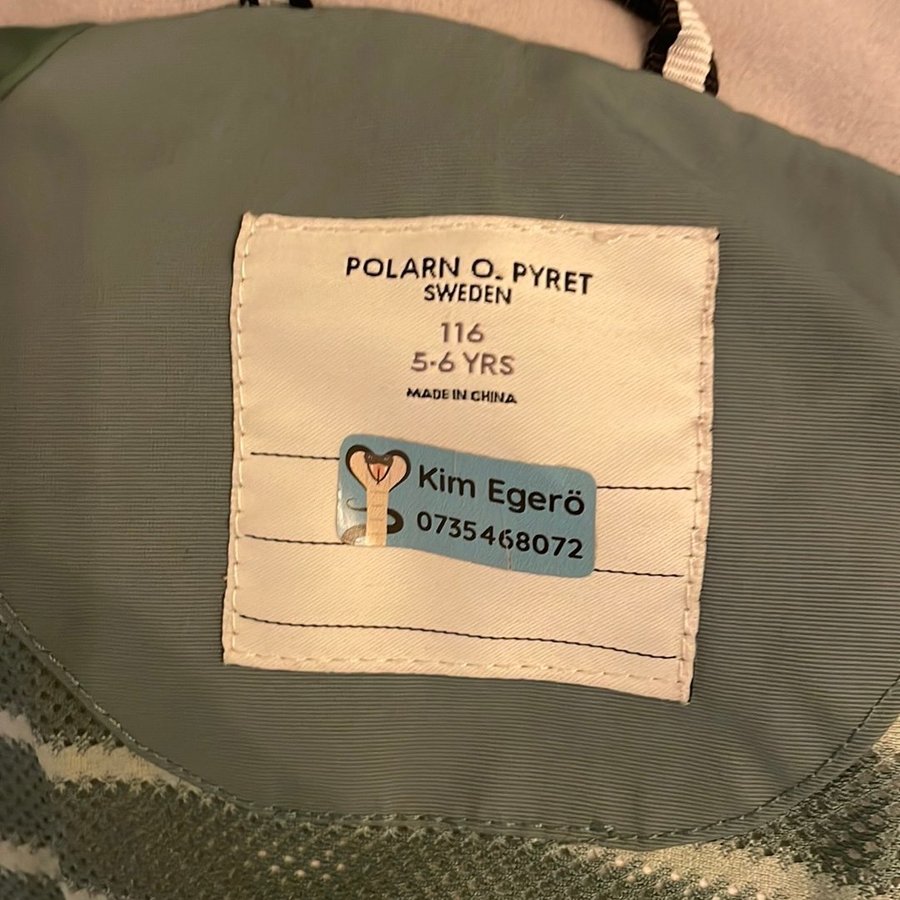 POLARN O. PYRET
SWEDEN
116
5-6 YRS
MADE IN CHINA
Kim Egerö
0735468072